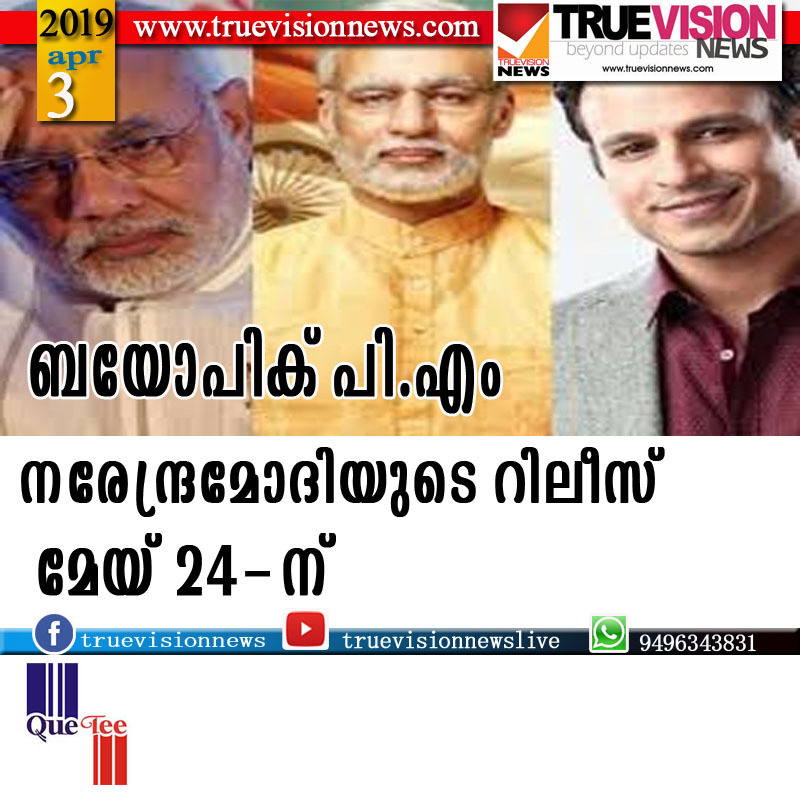 2019
apr
3
www.truevisionnews.com
TRUEVISION
NEWS
TRUEVISION
beyond updates NEWS
www.truevisionnews.com
ബയോപിക് പി.എം
നരേന്ദ്രമോദിയുടെ റിലീസ്
മേയ് 24-ന്
truevisionnews
truevisionnewslive
9496343831
Que Tee